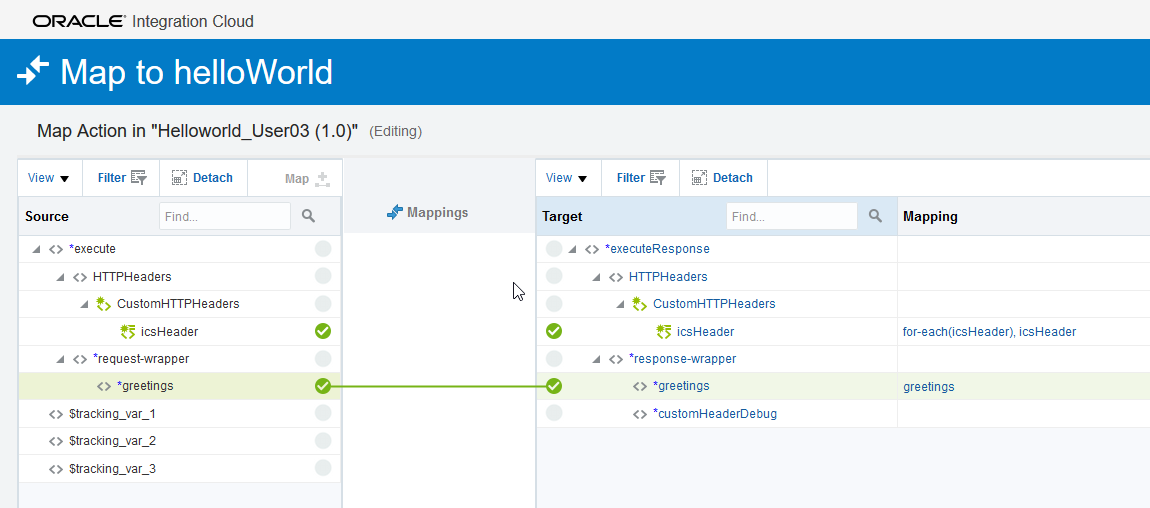 ORACLE Integration Cloud
Map to helloWorld
Map Action in "Helloworld_User03 (1.0)" (Editing)
View Filter Detach Map View Filter Detach
Source Find... Mappings Target Find... Mapping
*execute *executeResponse
HTTPHeaders HTTPHeaders
CustomHTTPHeaders CustomHTTPHeaders
icsHeader icsHeader for-each(icsHeader), icsHeader
*request-wrapper *response-wrapper
*greetings *greetings greetings
$tracking_var_1 *customHeaderDebug
$tracking_var_2
$tracking_var_3